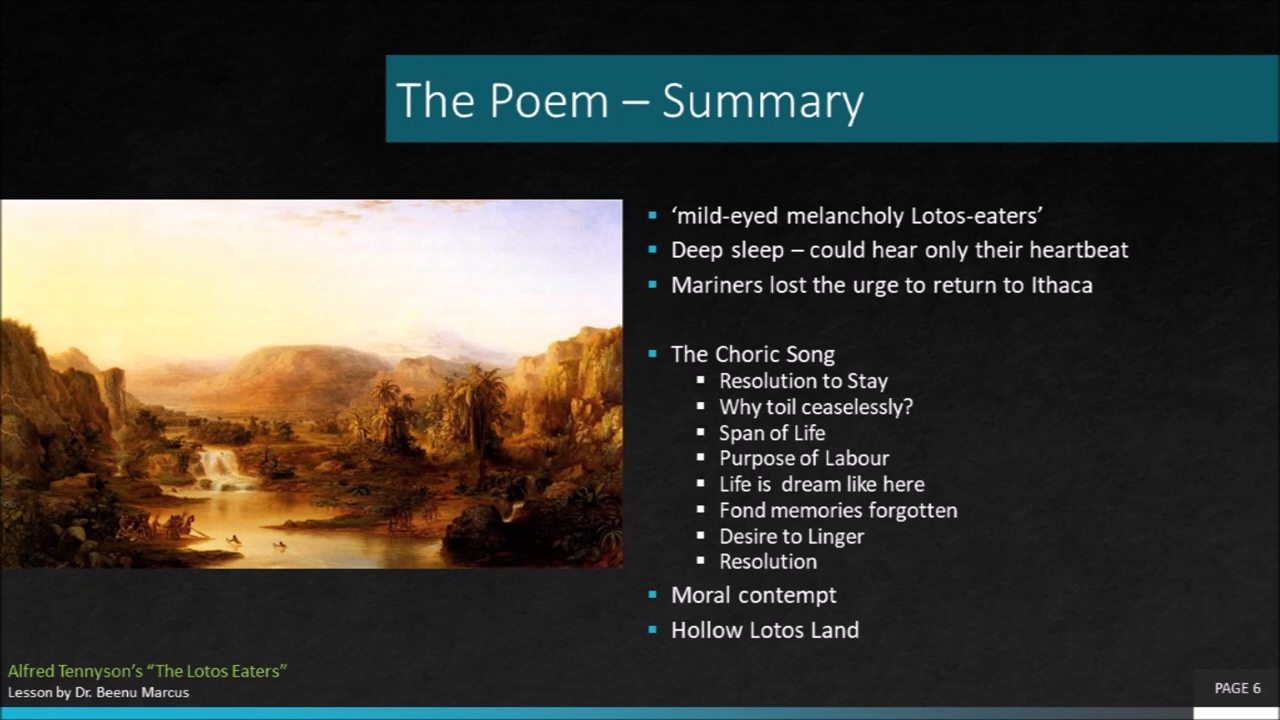 The Poem – Summary
‘mild-eyed melancholy Lotos-eaters’
Deep sleep – could hear only their heartbeat
Mariners lost the urge to return to Ithaca
The Choric Song
Resolution to Stay
Why toil ceaselessly?
Span of Life
Purpose of Labour
Life is  dream like here
Fond memories forgotten
Desire to Linger
Resolution
Moral contempt
Hollow Lotos Land
Alfred Tennyson’s “The Lotos Eaters”
Lesson by Dr. Beenu Marcus
PAGE 6